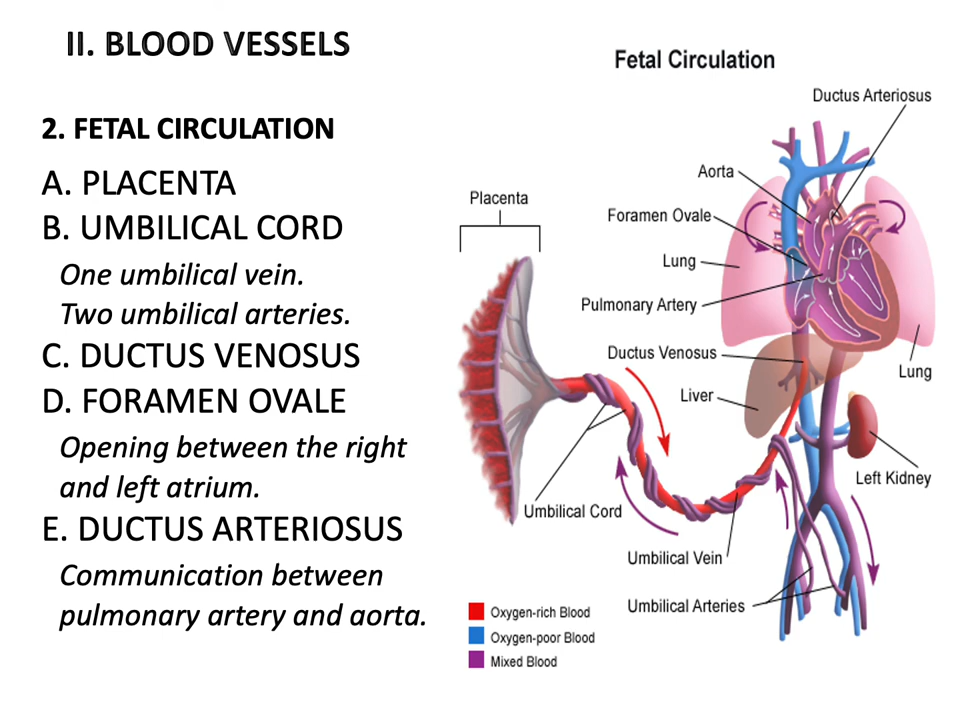 II. BLOOD VESSELS
2. FETAL CIRCULATION
A. PLACENTA
B. UMBILICAL CORD
One umbilical vein.
Two umbilical arteries.
C. DUCTUS VENOSUS
D. FORAMEN OVALE
Opening between the right
and left atrium.
E. DUCTUS ARTERIOSUS
Communication between
pulmonary artery and aorta.
Fetal Circulation
Ductus Arteriosus
Aorta
Placenta
Foramen Ovale
Lung
Pulmonary Artery
Ductus Venosus
Lung
Liver
Left Kidney
Umbilical Cord
Umbilical Vein
Umbilical Arteries
Oxygen-rich Blood
Oxygen-poor Blood
Mixed Blood